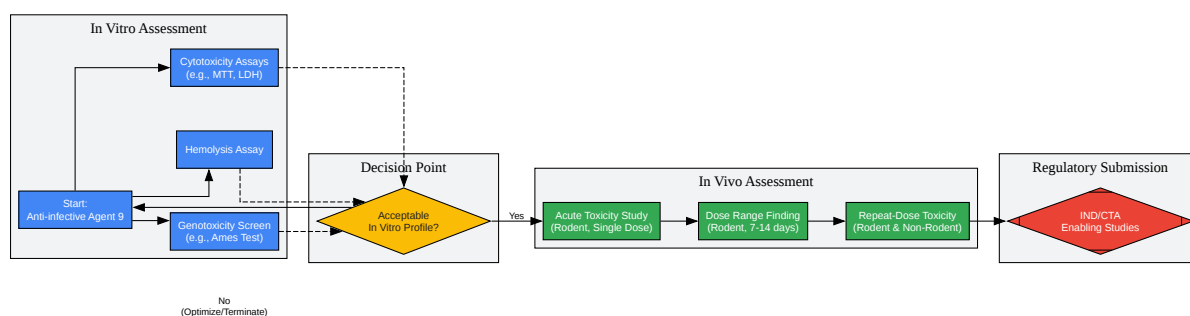 In Vitro Assessment
Cytotoxicity Assays
(e.g., MTT, LDH)
Hemolysis Assay
Start:
Anti-infective Agent 9
Genotoxicity Screen
(e.g., Ames Test)
Decision Point
Acceptable
In Vitro Profile?
Yes
In Vivo Assessment
Acute Toxicity Study
(Rodent, Single Dose)
Dose Range Finding
(Rodent, 7-14 days)
Repeat-Dose Toxicity
(Rodent & Non-Rodent)
Regulatory Submission
IND/CTA
Enabling Studies
No
(Optimize/Terminate)